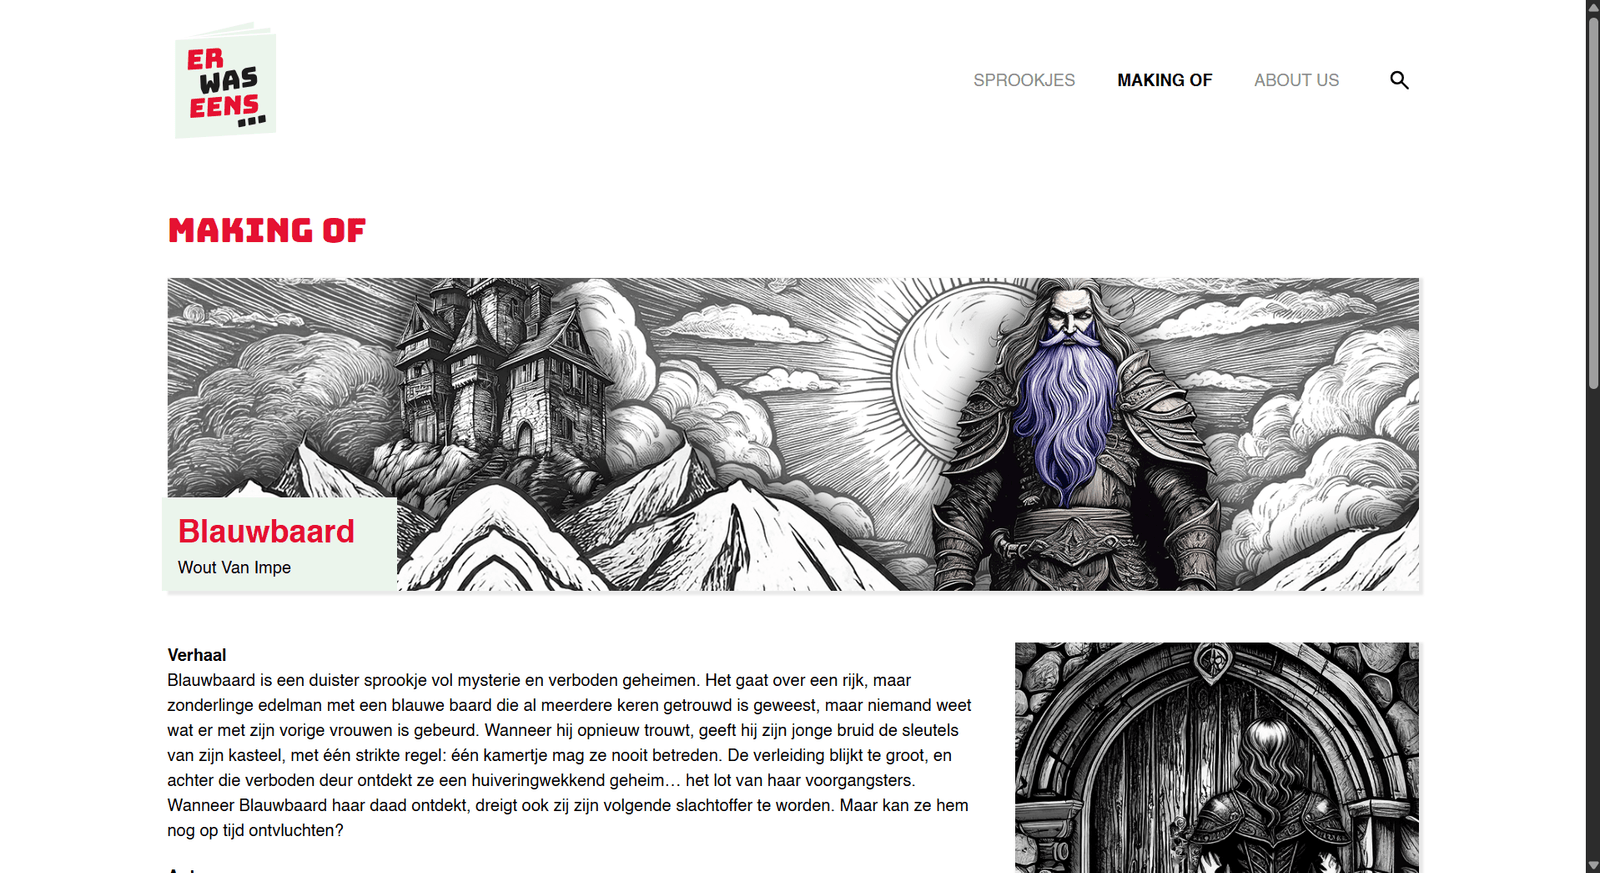 ER
WAS
EENS
...
SPROOKJES
MAKING OF
ABOUT US
MAKING OF
Blauwbaard
Wout Van Impe
Verhaal
Blauwbaard is een duister sprookje vol mysterie en verboden geheimen. Het gaat over een rijk, maar
zonderlinge edelman met een blauwe baard die al meerdere keren getrouwd is geweest, maar niemand weet
wat er met zijn vorige vrouwen is gebeurd. Wanneer hij opnieuw trouwt, geeft hij zijn jonge bruid de sleutels
van zijn kasteel, met één strikte regel: één kamertje mag ze nooit betreden. De verleiding blijkt te groot, en
achter die verboden deur ontdekt ze een huiveringwekkend geheim… het lot van haar voorgangsters.
Wanneer Blauwbaard haar daad ontdekt, dreigt ook zij zijn volgende slachtoffer te worden. Maar kan ze hem
nog op tijd ontvluchten?